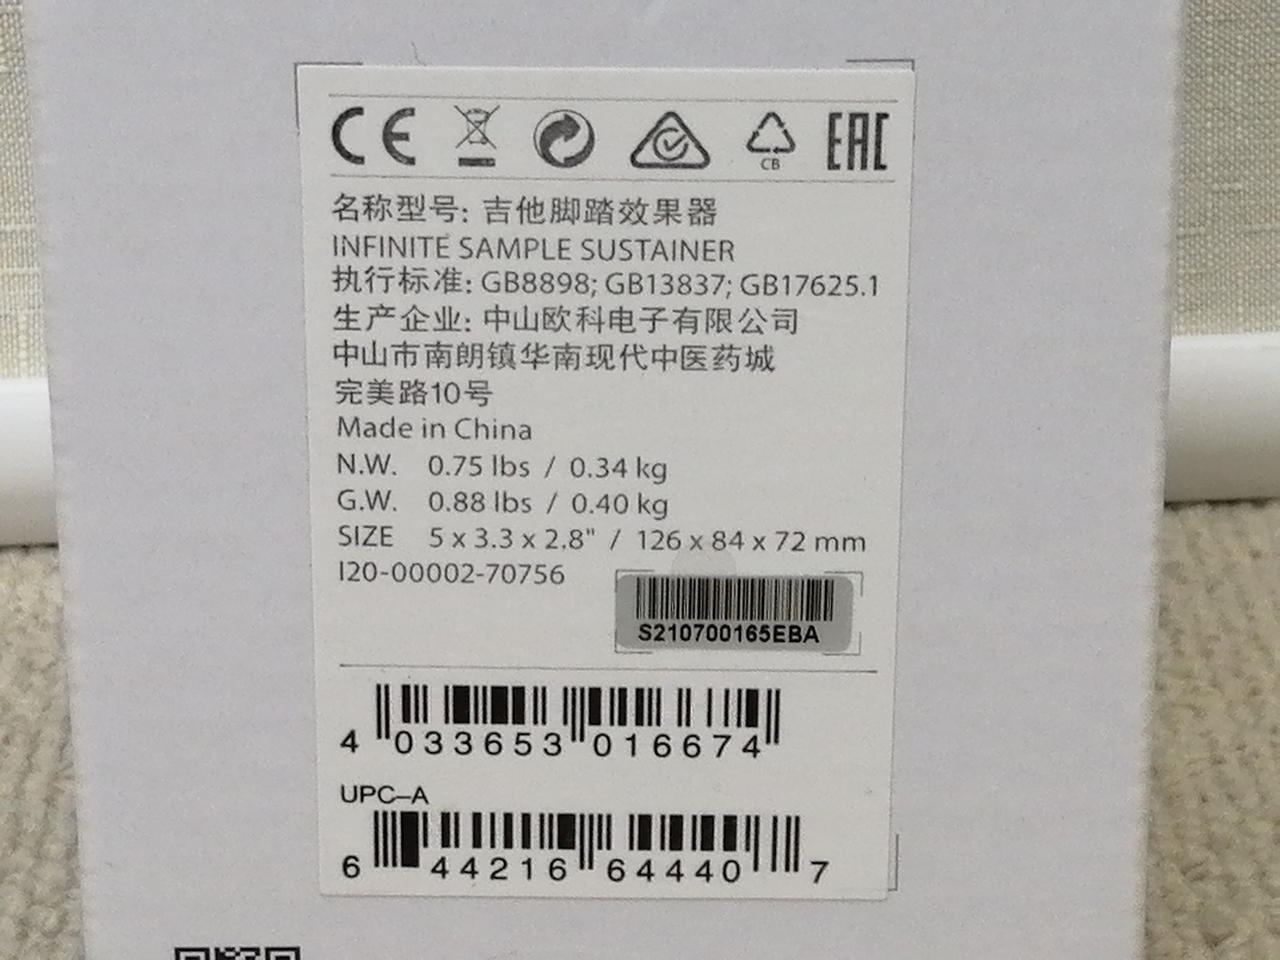 CE
CB
EAC
名称型号: 吉他脚踏效果器
INFINITE SAMPLE SUSTAINER
执行标准: GB8898; GB13837; GB17625.1
生产企业: 中山欧科电子有限公司
中山市南朗镇华南现代中医药城
完美路10号
Made in China
N.W. 0.75 lbs / 0.34 kg
G.W. 0.88 lbs / 0.40 kg
SIZE 5 x 3.3 x 2.8" / 126 x 84 x 72 mm
I20-00002-70756
S210700165EBA
4 033653 016674
UPC–A
6 44216 64440 7